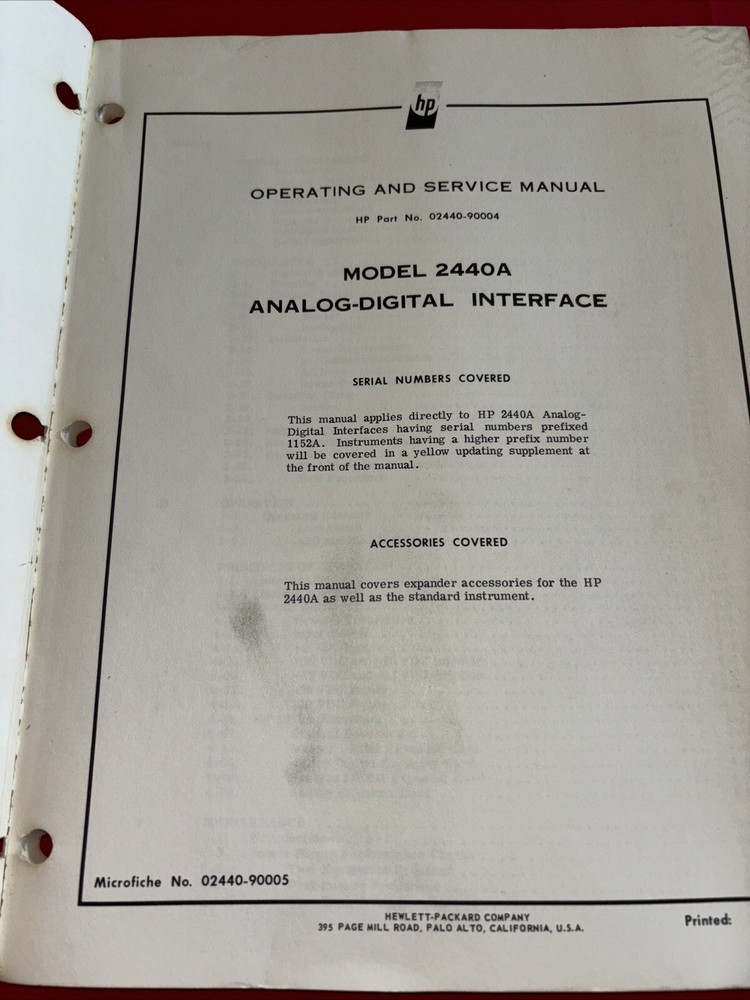 hp
OPERATING AND SERVICE MANUAL
HP Part No. 02440-90004
MODEL 2440A
ANALOG-DIGITAL INTERFACE
SERIAL NUMBERS COVERED
This manual applies directly to HP 2440A Analog-
Digital Interfaces having serial numbers prefixed
1152A. Instruments having a higher prefix number
will be covered in a yellow updating supplement at
the front of the manual.
ACCESSORIES COVERED
This manual covers expander accessories for the HP
2440A as well as the standard instrument.
Microfiche No. 02440-90005
HEWLETT-PACKARD COMPANY
395 PAGE MILL ROAD, PALO ALTO, CALIFORNIA, U.S.A.
Printed: